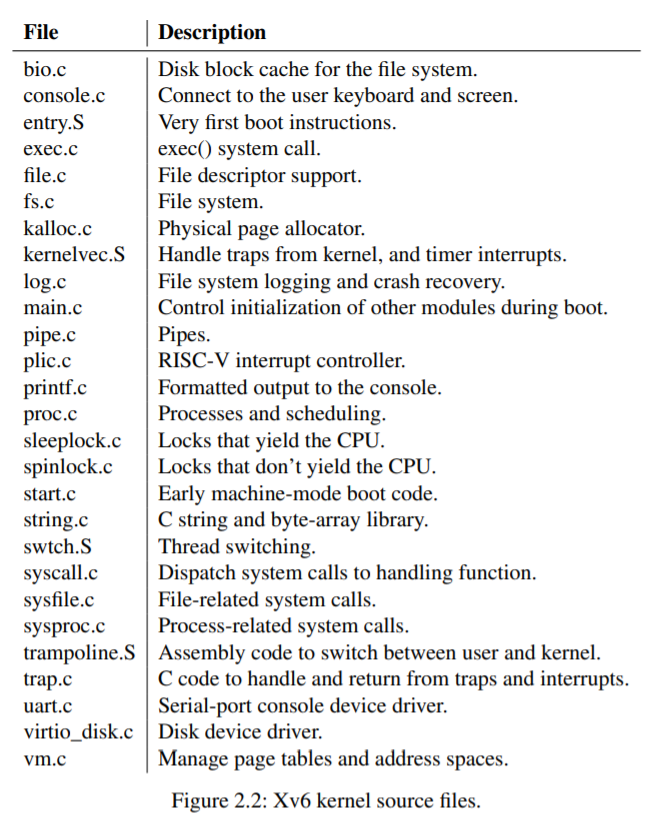 File Description
bio.c Disk block cache for the file system.
console.c Connect to the user keyboard and screen.
entry.S Very first boot instructions.
exec.c exec() system call.
file.c File descriptor support.
fs.c File system.
kalloc.c Physical page allocator.
kernelvec.S Handle traps from kernel, and timer interrupts.
log.c File system logging and crash recovery.
main.c Control initialization of other modules during boot.
pipe.c Pipes.
plic.c RISC-V interrupt controller.
printf.c Formatted output to the console.
proc.c Processes and scheduling.
sleeplock.c Locks that yield the CPU.
spinlock.c Locks that don’t yield the CPU.
start.c Early machine-mode boot code.
string.c C string and byte-array library.
swtch.S Thread switching.
syscall.c Dispatch system calls to handling function.
sysfile.c File-related system calls.
sysproc.c Process-related system calls.
trampoline.S Assembly code to switch between user and kernel.
trap.c C code to handle and return from traps and interrupts.
uart.c Serial-port console device driver.
virtio_disk.c Disk device driver.
vm.c Manage page tables and address spaces.
Figure 2.2: Xv6 kernel source files.